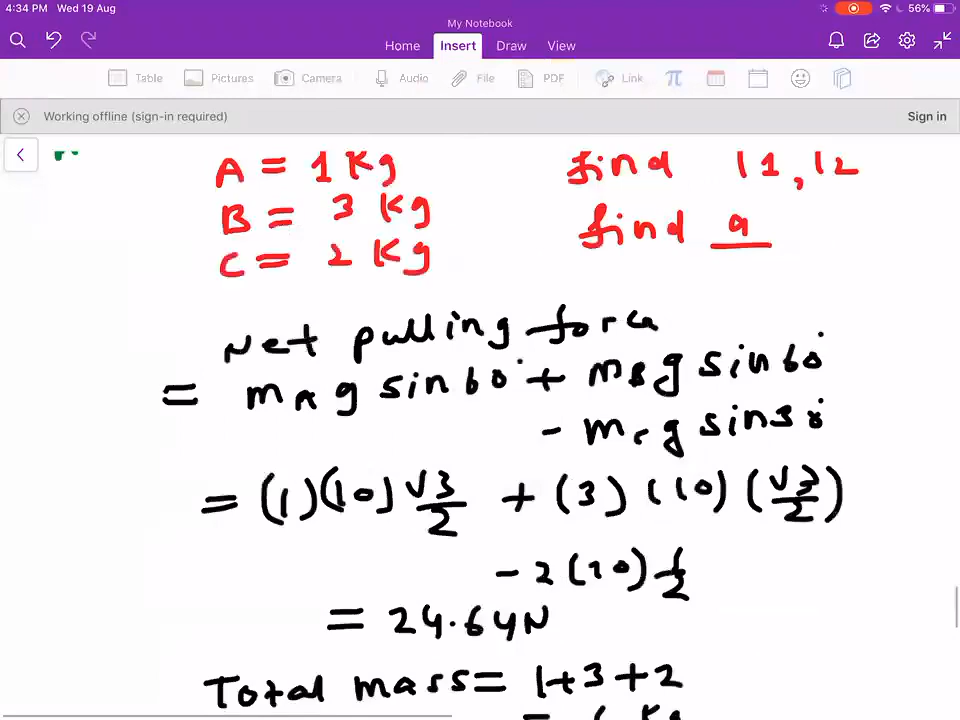 4:34 PM Wed 19 Aug
56%
My Notebook
Home Insert Draw View
Table Pictures Camera Audio File PDF Link
Working offline (sign-in required) Sign in
A = 1 Kg find T1, T2
B = 3 Kg find a
C = 2 Kg
Net pulling force
= mAg sin60° + mBg sin60°
- mcg sin30°
= (1)(10) √3/2 + (3)(10)(√3/2)
- 2(10) 1/2
= 24.64N
Total mass = 1+3+2
= 6 Kg